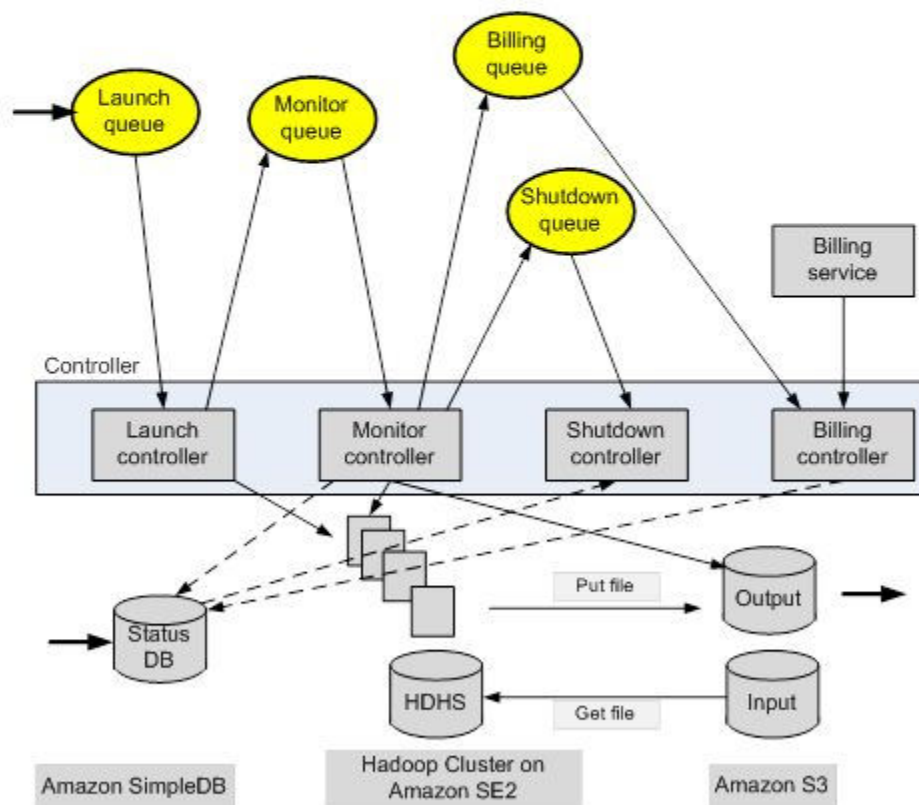 Billing
queue
Launch
queue
Monitor
queue
Shutdown
queue
Billing
service
Controller
Launch
controller
Monitor
controller
Shutdown
controller
Billing
controller
Put file
Output
Status
DB
HDHS
Get file
Input
Amazon SimpleDB
Hadoop Cluster on
Amazon SE2
Amazon S3